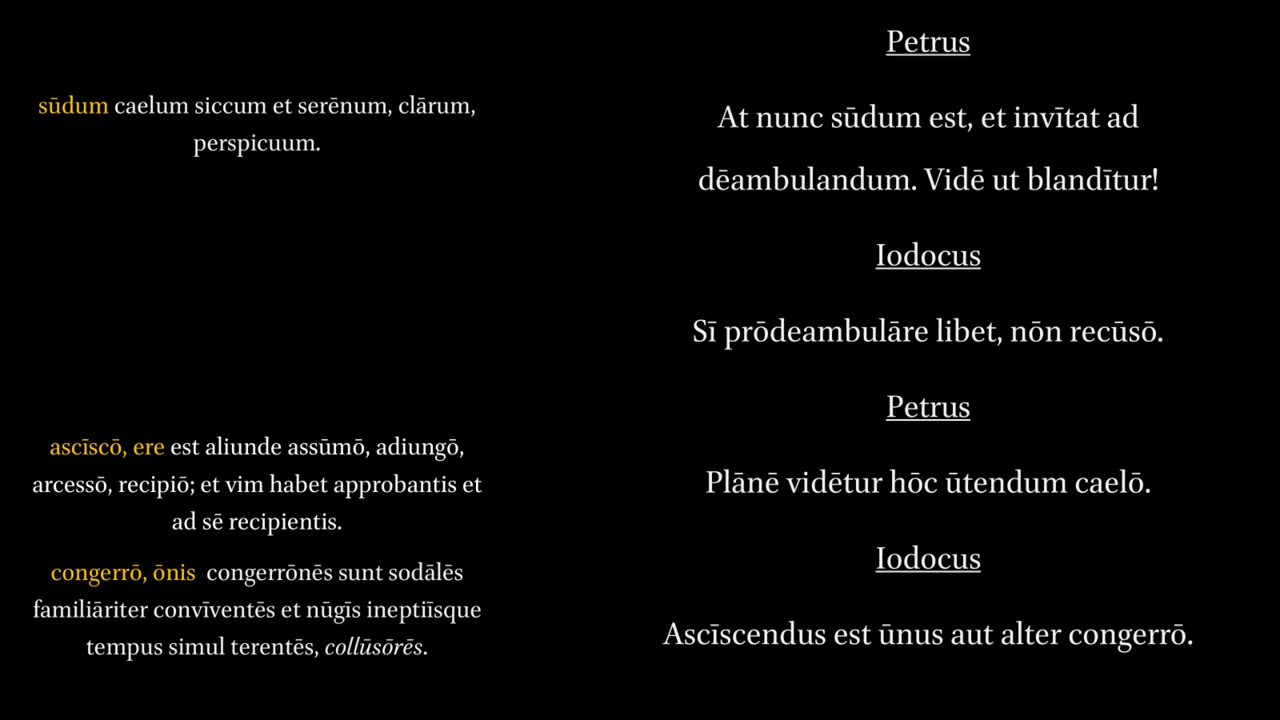 sūdum caelum siccum et serēnum, clārum,
perspicuum.
ascīscō, ere est aliunde assūmō, adiungō,
arcessō, recipiō; et vim habet approbantis et
ad sē recipientis.
congerrō, ōnis congerrōnēs sunt sodālēs
familiāriter convīventēs et nūgīs ineptiīsque
tempus simul terentēs, collūsōrēs.
Petrus
At nunc sūdum est, et invītat ad
dēambulandum. Vidē ut blandītur!
Iodocus
Sī prōdeambulāre libet, nōn recūsō.
Petrus
Plānē vidētur hōc ūtendum caelō.
Iodocus
Ascīscendus est ūnus aut alter congerrō.